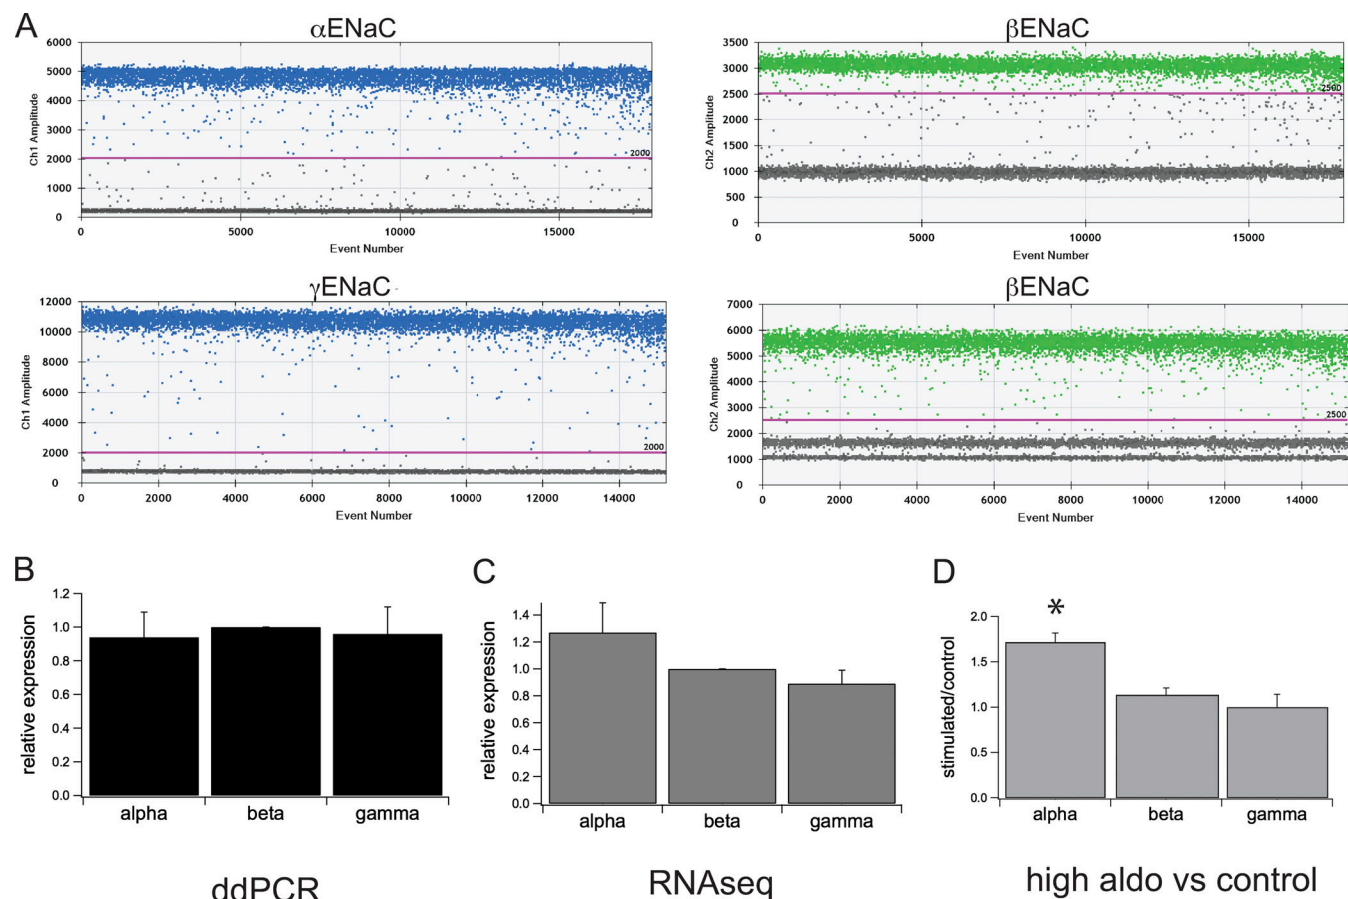 A
αENaC
6000
5000
4000
3000
2000
1000
0
Ch1 Amplitude
2000
0 5000 10000 15000
Event Number
βENaC
3500
3000
2500
2000
1500
1000
500
0
Ch2 Amplitude
2500
0 5000 10000 15000
Event Number
γENaC
12000
10000
8000
6000
4000
2000
0
Ch1 Amplitude
2000
0 2000 4000 6000 8000 10000 12000 14000
Event Number
βENaC
7000
6000
5000
4000
3000
2000
1000
0
Ch2 Amplitude
2500
0 2000 4000 6000 8000 10000 12000 14000
Event Number
B
relative expression
1.2
1.0
0.8
0.6
0.4
0.2
0.0
alpha beta gamma
ddPCR
C
relative expression
1.4
1.2
1.0
0.8
0.6
0.4
0.2
0.0
alpha beta gamma
RNAseq
D
stimulated/control
2.0
1.5
1.0
0.5
0.0
*
alpha beta gamma
high aldo vs control